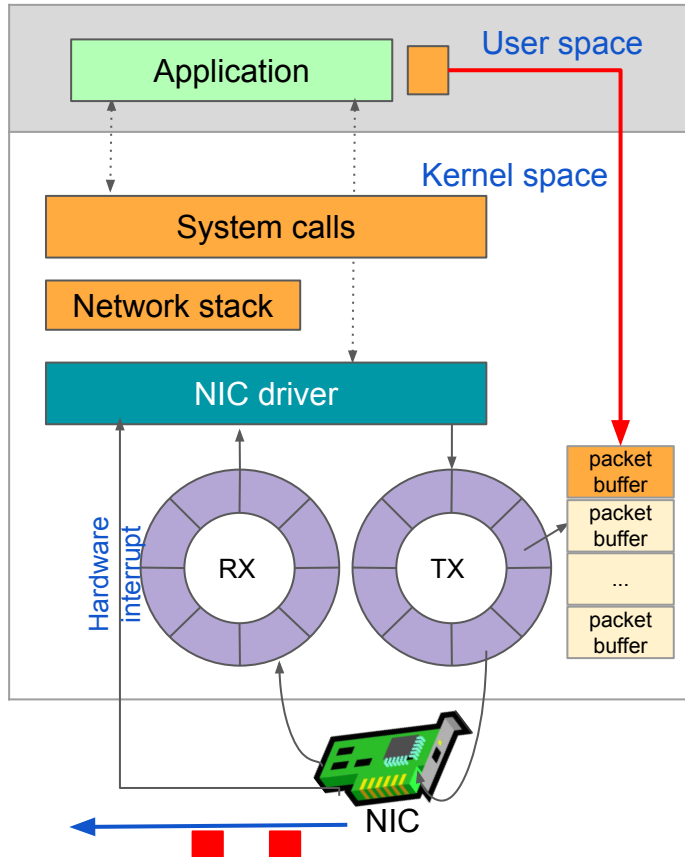 User space
Application
Kernel space
System calls
Network stack
NIC driver
packet
buffer
packet
buffer
...
packet
buffer
Hardware
interrupt
RX
TX
NIC